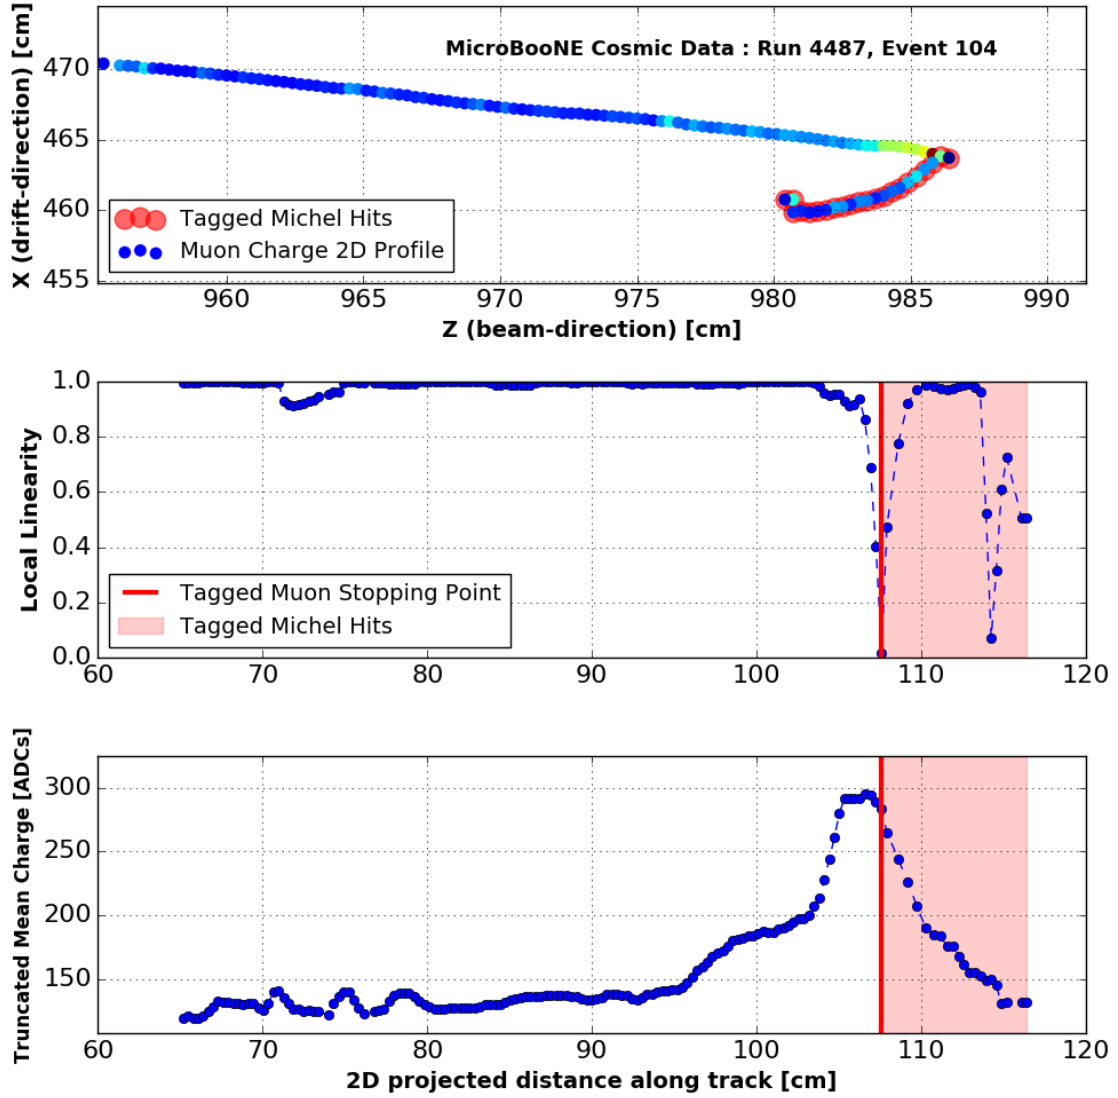 MicroBooNE Cosmic Data : Run 4487, Event 104
X (drift-direction) [cm]
470
465
460
455
Tagged Michel Hits
Muon Charge 2D Profile
960 965 970 975 980 985 990
Z (beam-direction) [cm]
Local Linearity
1.0
0.8
0.6
0.4
0.2
0.0
Tagged Muon Stopping Point
Tagged Michel Hits
60 70 80 90 100 110 120
Truncated Mean Charge [ADCs]
300
250
200
150
60 70 80 90 100 110 120
2D projected distance along track [cm]